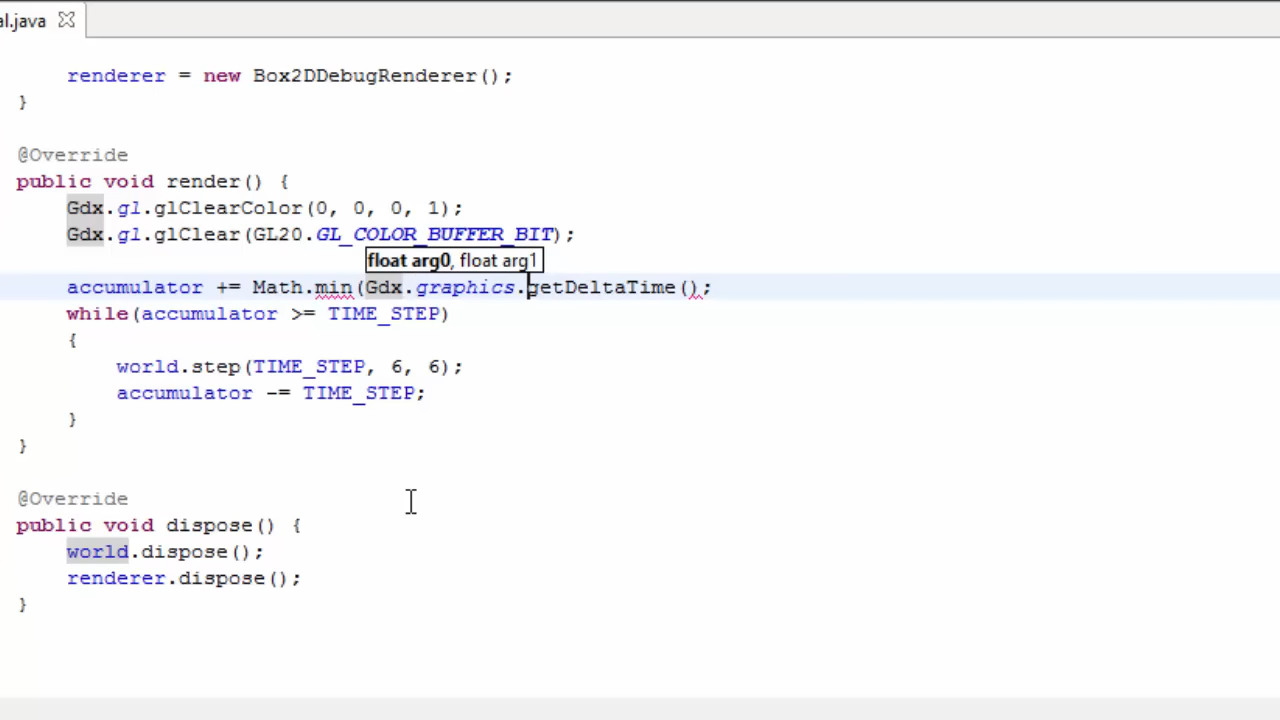 al.java
renderer = new Box2DDebugRenderer();
}
@Override
public void render() {
Gdx.gl.glClearColor(0, 0, 0, 1);
Gdx.gl.glClear(GL20.GL_COLOR_BUFFER_BIT);
float arg0, float arg1
accumulator += Math.min(Gdx.graphics.getDeltaTime();
while(accumulator >= TIME_STEP)
{
world.step(TIME_STEP, 6, 6);
accumulator -= TIME_STEP;
}
}
@Override
public void dispose() {
world.dispose();
renderer.dispose();
}